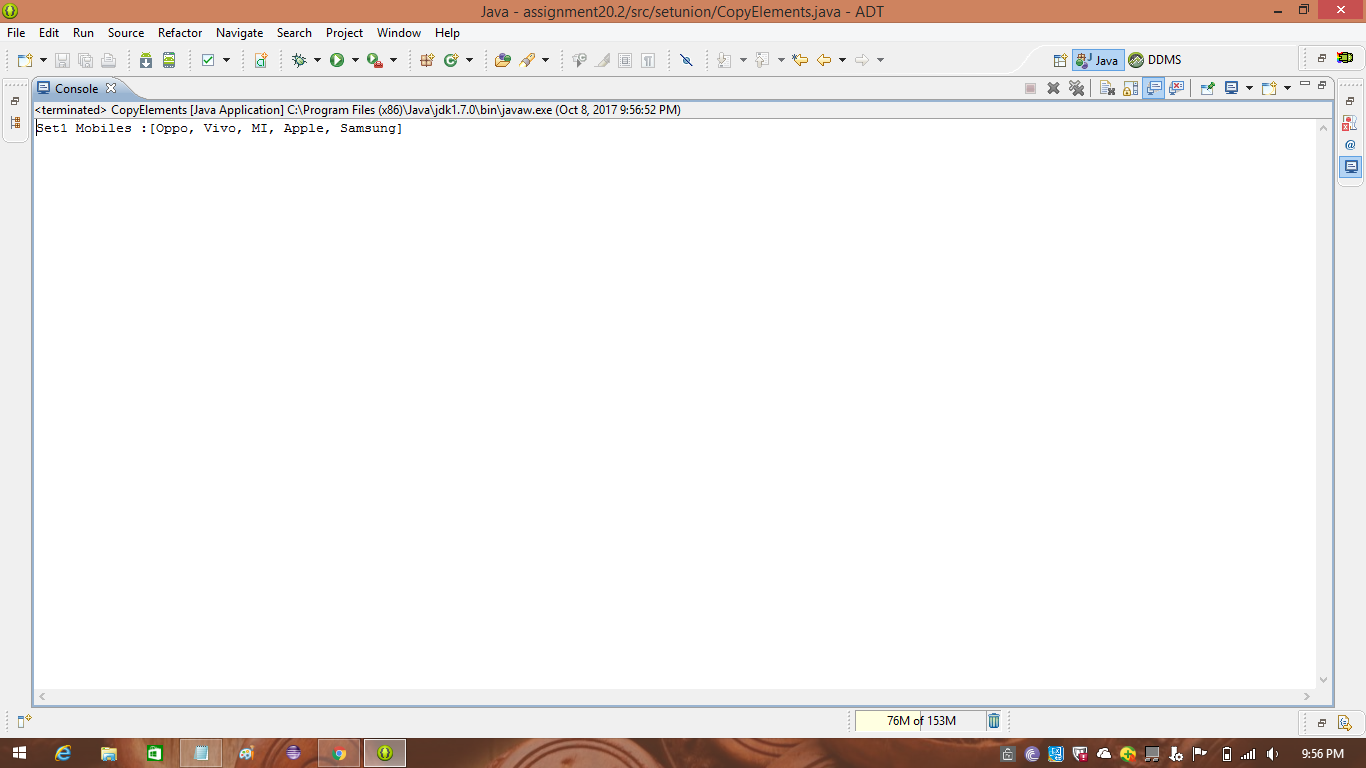 Java - assignment20.2/src/setunion/CopyElements.java - ADT
File Edit Run Source Refactor Navigate Search Project Window Help
Java DDMS
Console
<terminated> CopyElements [Java Application] C:\Program Files (x86)\Java\jdk1.7.0\bin\javaw.exe (Oct 8, 2017 9:56:52 PM)
Set1 Mobiles :[Oppo, Vivo, MI, Apple, Samsung]
76M of 153M
9:56 PM